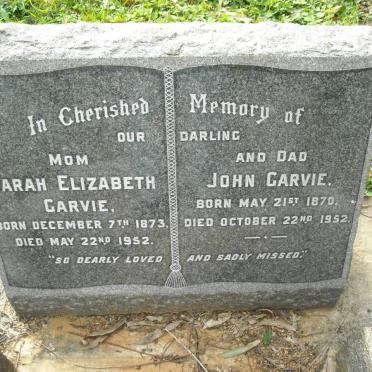 In Cherished Memory of
OUR DARLING
MOM
ARAH ELIZABETH
GARVIE.
BORN DECEMBER 7TH 1873.
DIED MAY 22ND 1952.
"SO DEARLY LOVED
AND DAD
JOHN GARVIE.
BORN MAY 21ST 1870.
DIED OCTOBER 22ND 1952.
AND SADLY MISSED."